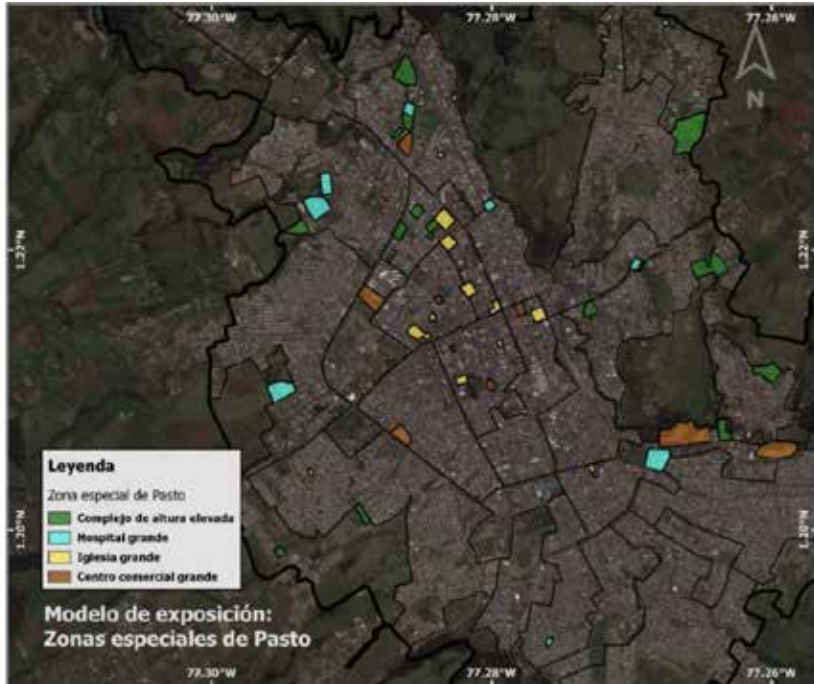 77.30°W 77.28°W 77.26°W
N
1.22°N 1.22°N
Leyenda
Zona especial de Pasto
Complejo de altura elevada
Hospital grande
Iglesia grande
Centro comercial grande
1.20°N 1.20°N
Modelo de exposición:
Zonas especiales de Pasto
77.30°W 77.28°W 77.26°W